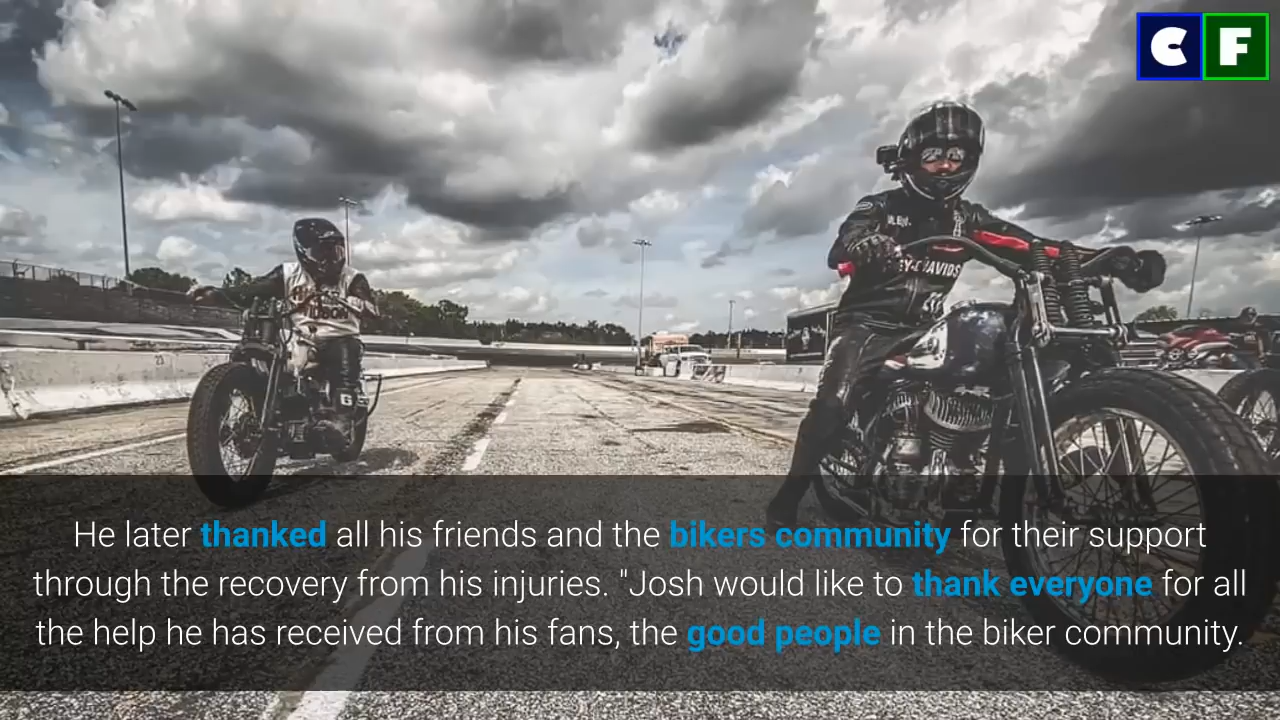 C F
He later thanked all his friends and the bikers community for their support
through the recovery from his injuries. "Josh would like to thank everyone for all
the help he has received from his fans, the good people in the biker community.